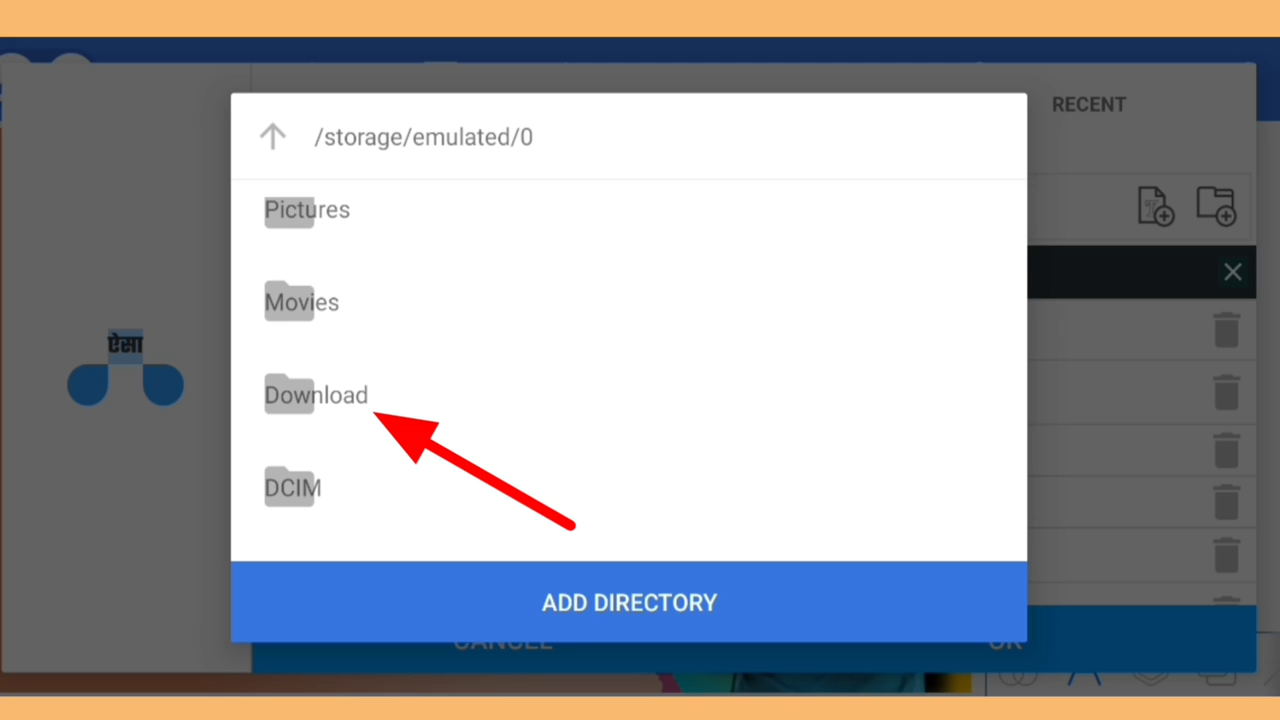 RECENT
/storage/emulated/0
Pictures
Movies
ऐसा
Download
DCIM
ADD DIRECTORY
CANCEL
OK